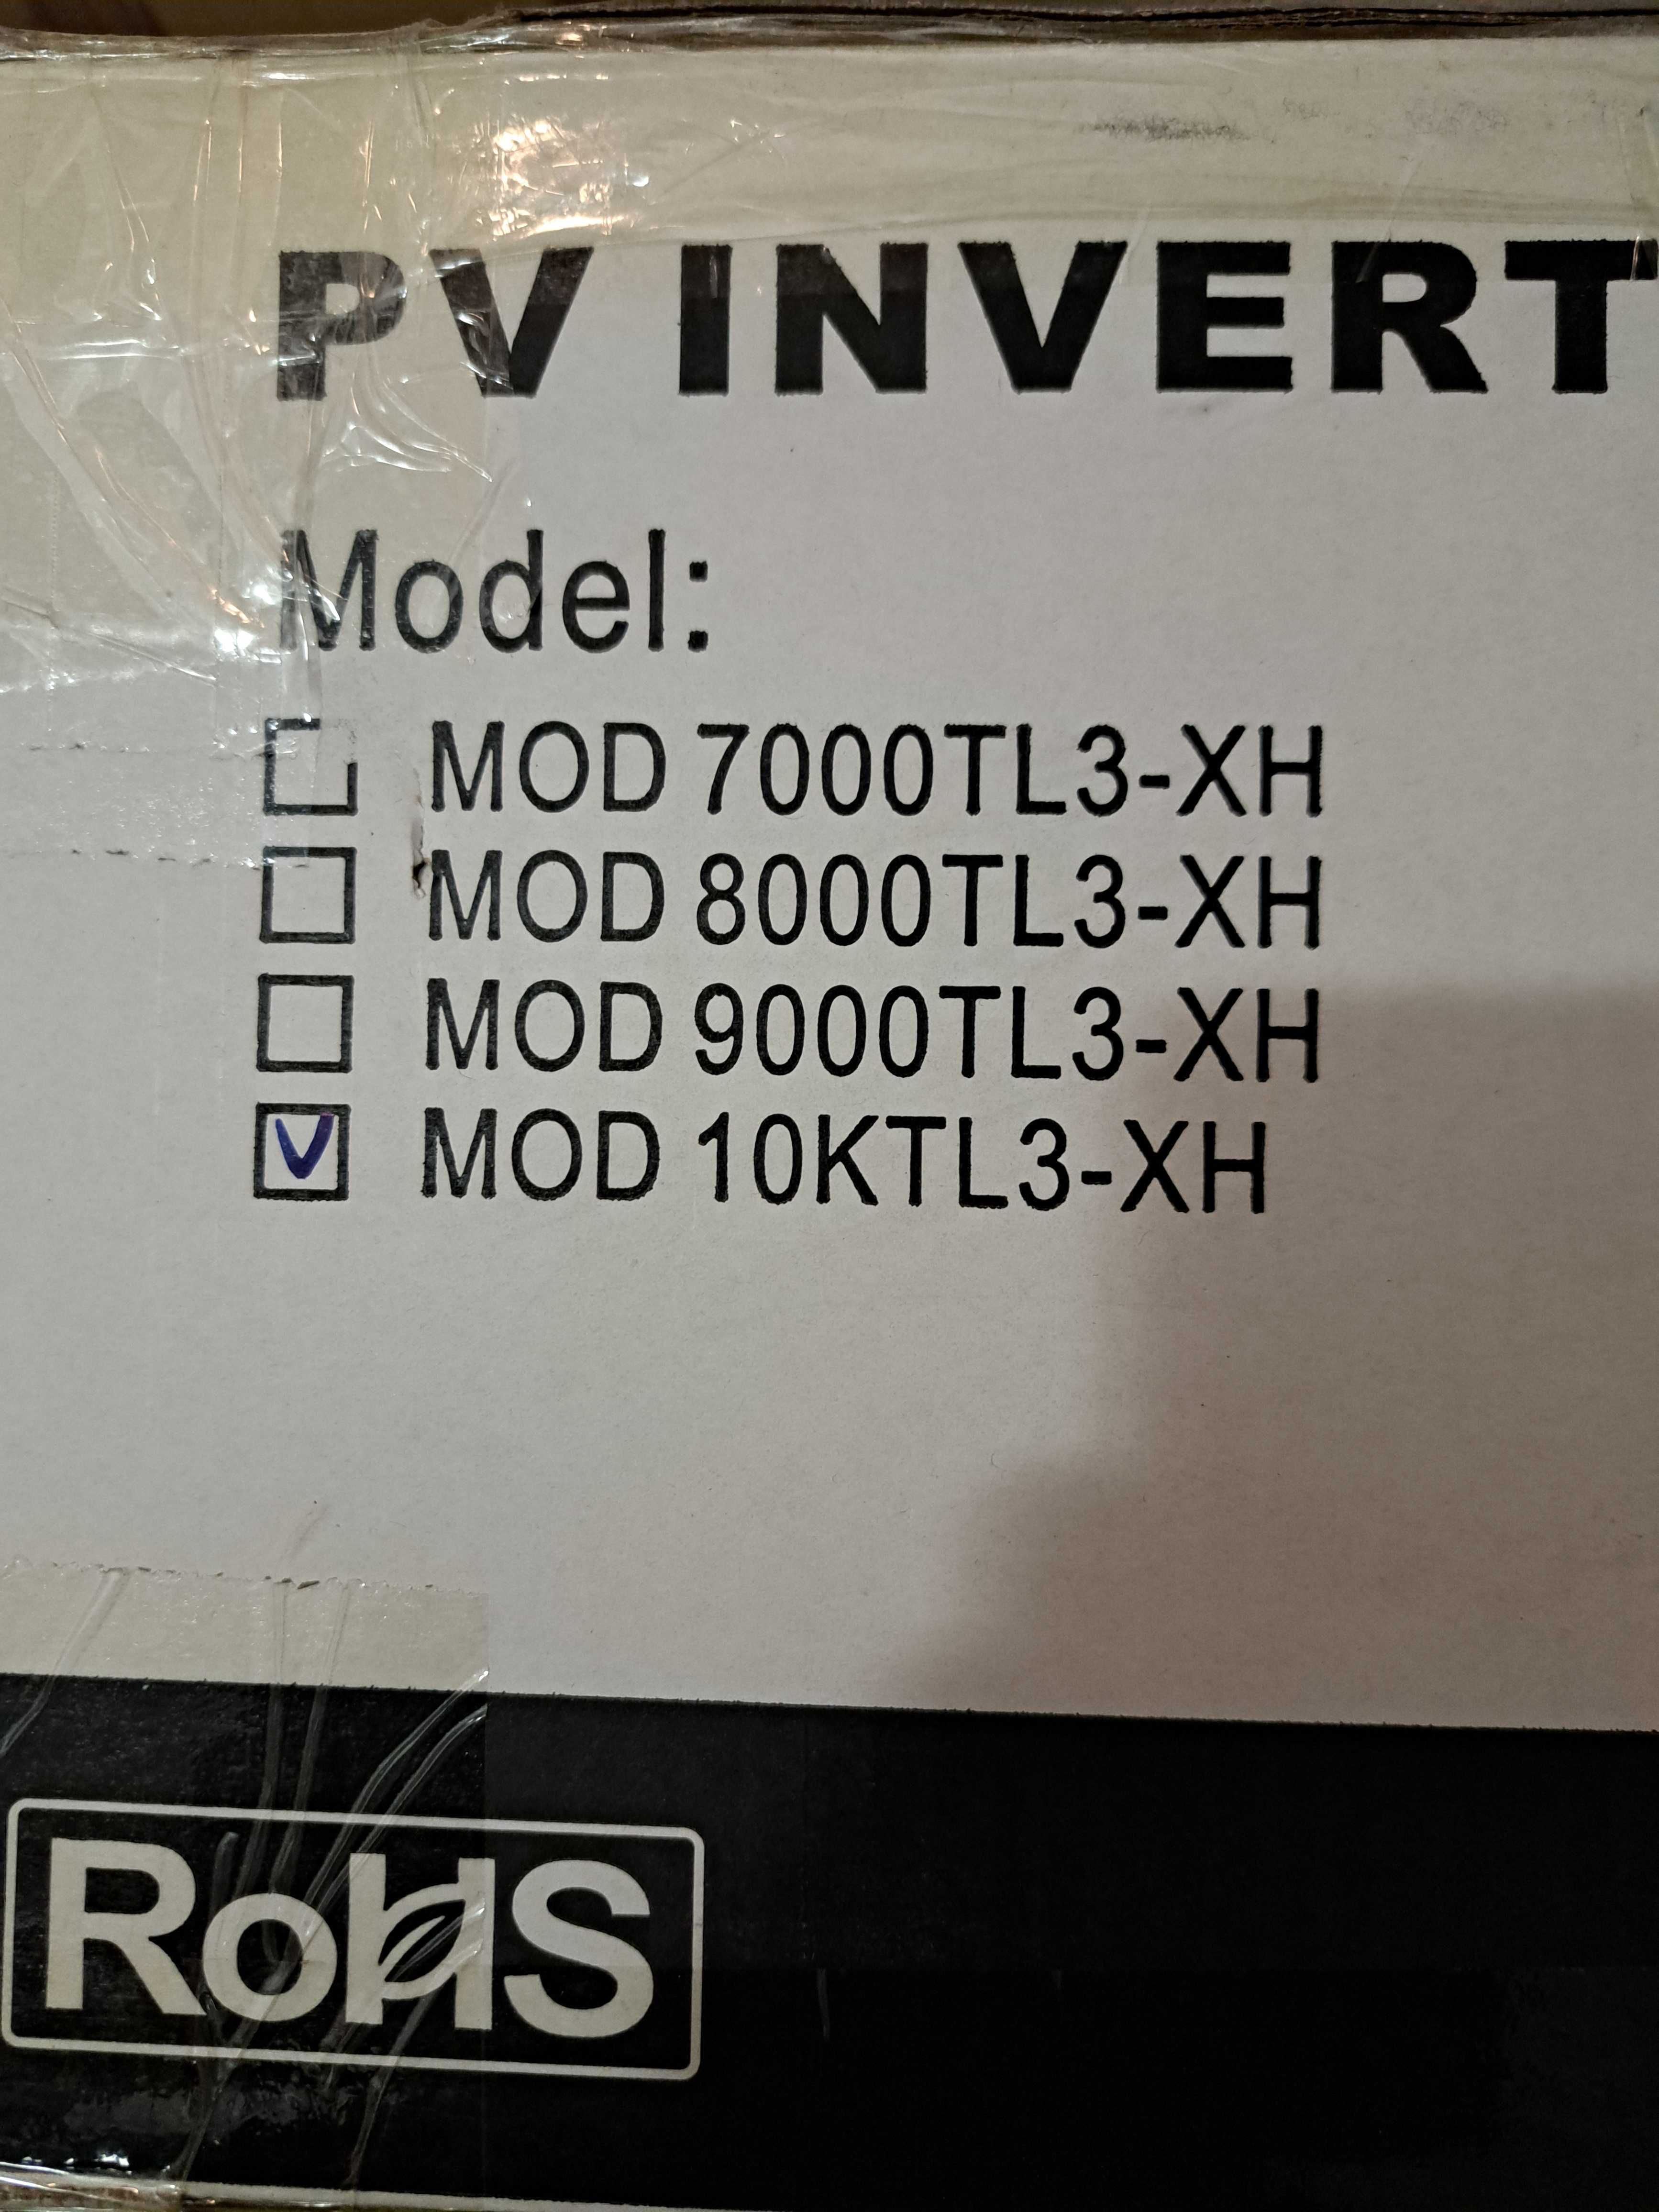 PV INVERT
Model:
MOD 7000TL3-XH
MOD 8000TL3-XH
MOD 9000TL3-XH
MOD 10KTL3-XH
RoHS